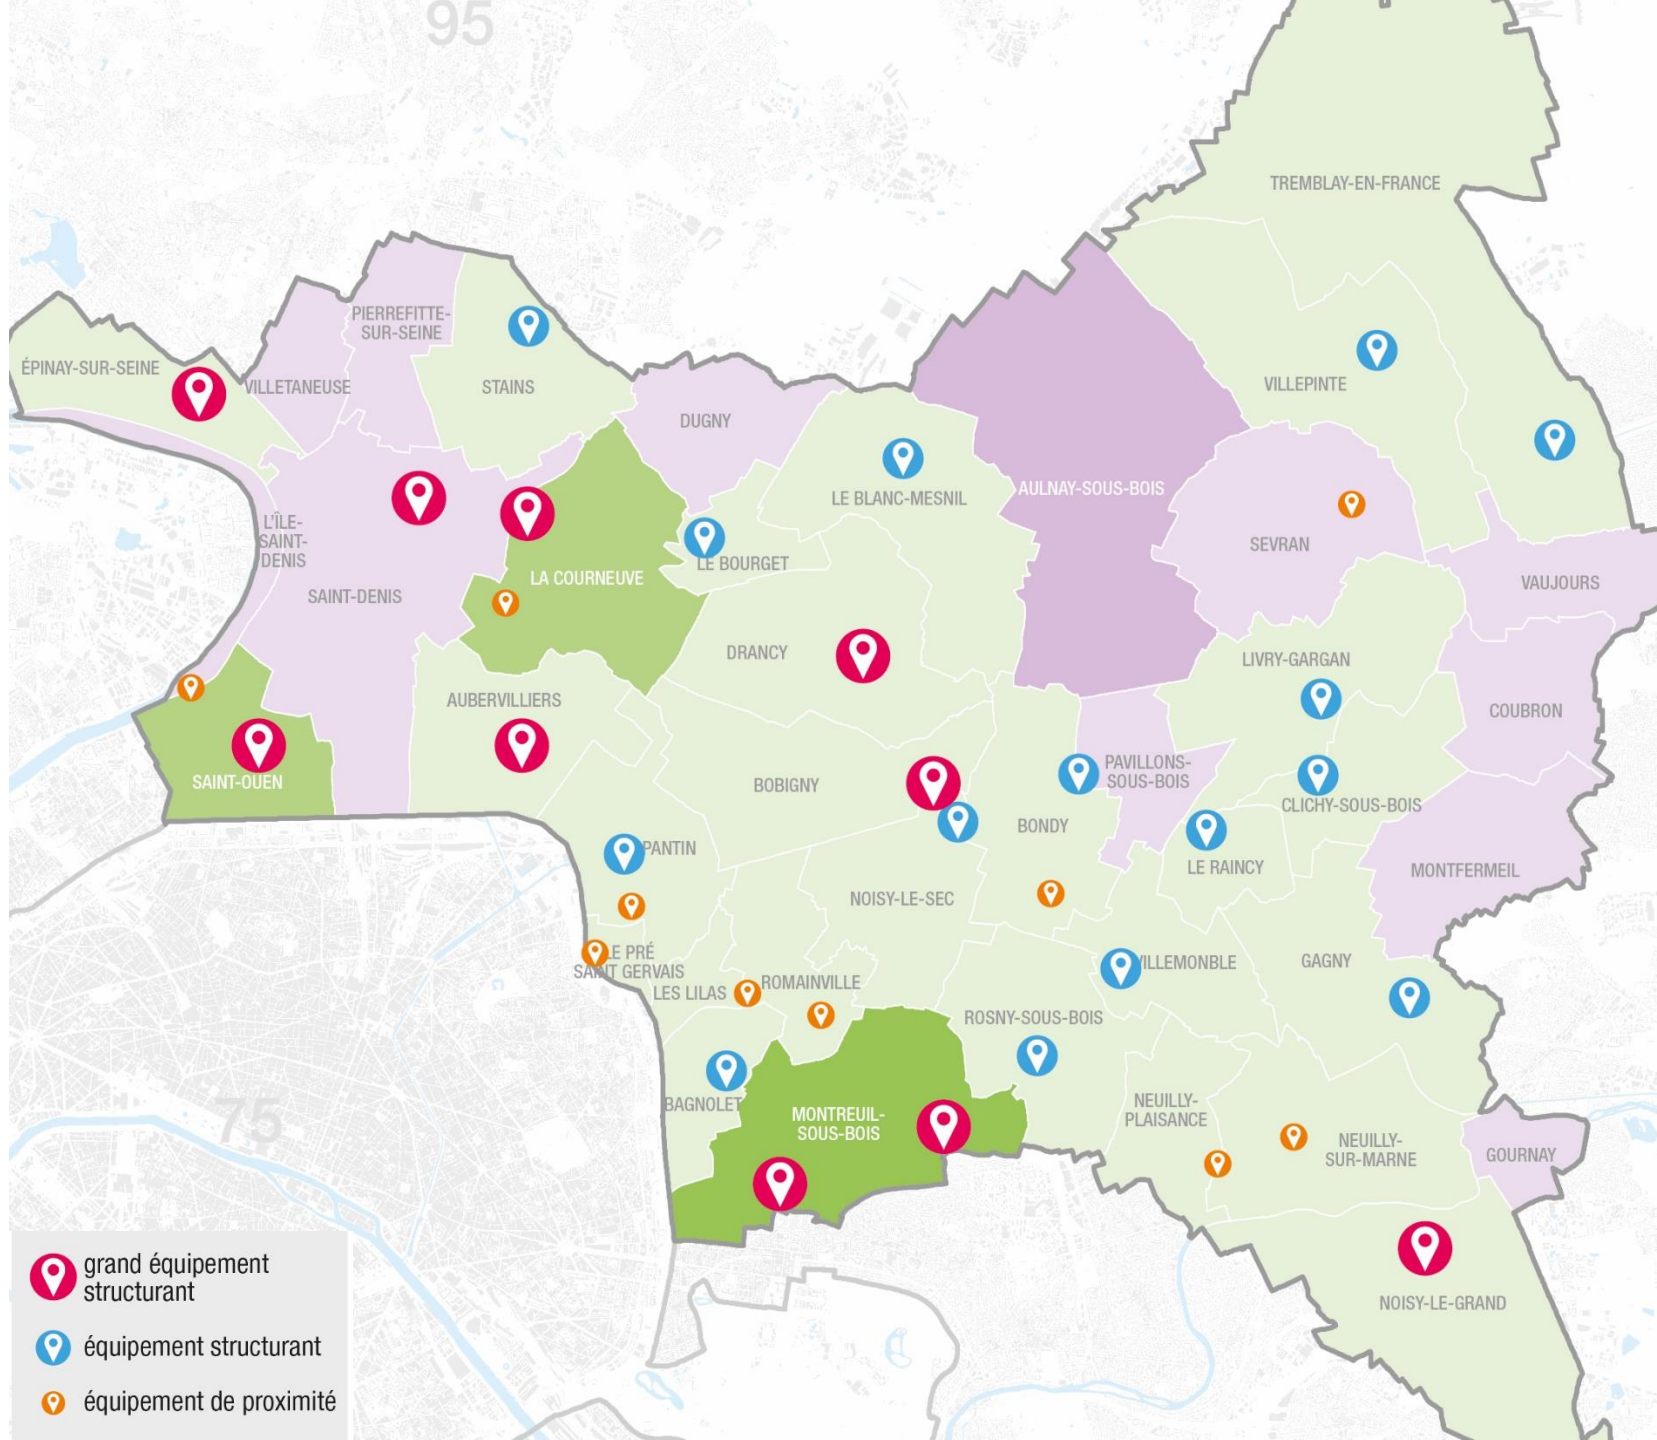 95
TREMBLAY-EN-FRANCE
PIERREFITTE-
SUR-SEINE
ÉPINAY-SUR-SEINE
VILLETANEUSE
STAINS
VILLEPINTE
DUGNY
AULNAY-SOUS-BOIS
LE BLANC-MESNIL
L'ÎLE-
SAINT-
DENIS
SEVRAN
LE BOURGET
LA COURNEUVE
VAUJOURS
SAINT-DENIS
DRANCY
LIVRY-GARGAN
AUBERVILLIERS
COUBRON
PAVILLONS-
SOUS-BOIS
SAINT-OUEN
BOBIGNY
CLICHY-SOUS-BOIS
BONDY
PANTIN
LE RAINCY
MONTFERMEIL
NOISY-LE-SEC
LE PRÉ
SAINT GERVAIS
VILLEMONBLE
GAGNY
LES LILAS
ROMAINVILLE
ROSNY-SOUS-BOIS
BAGNOLET
MONTREUIL-
SOUS-BOIS
NEUILLY-
PLAISANCE
75
NEUILLY-
SUR-MARNE
GOURNAY
NOISY-LE-GRAND
grand équipement
structurant
équipement structurant
équipement de proximité